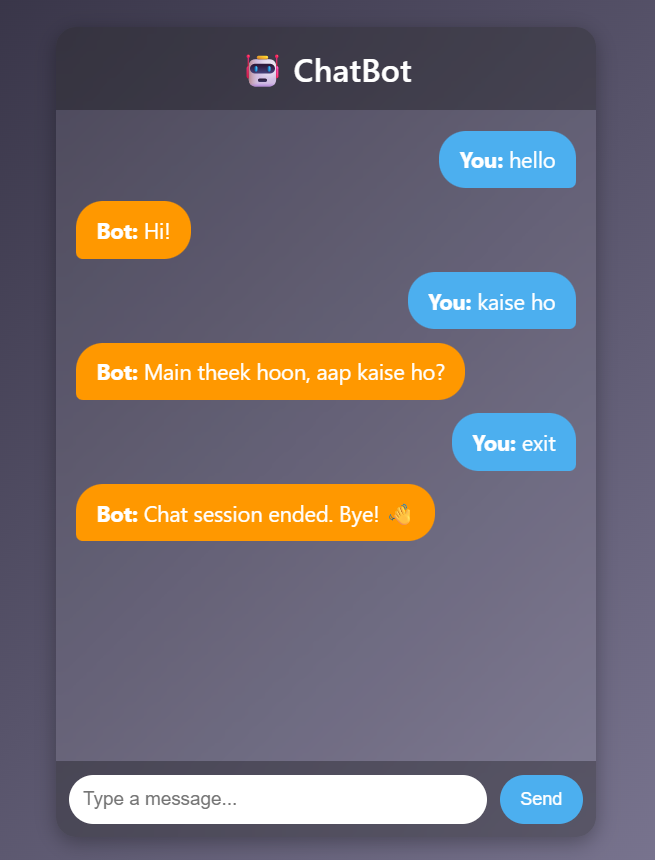 🤖 ChatBot
You: hello
Bot: Hi!
You: kaise ho
Bot: Main theek hoon, aap kaise ho?
You: exit
Bot: Chat session ended. Bye! 👋
Type a message...
Send